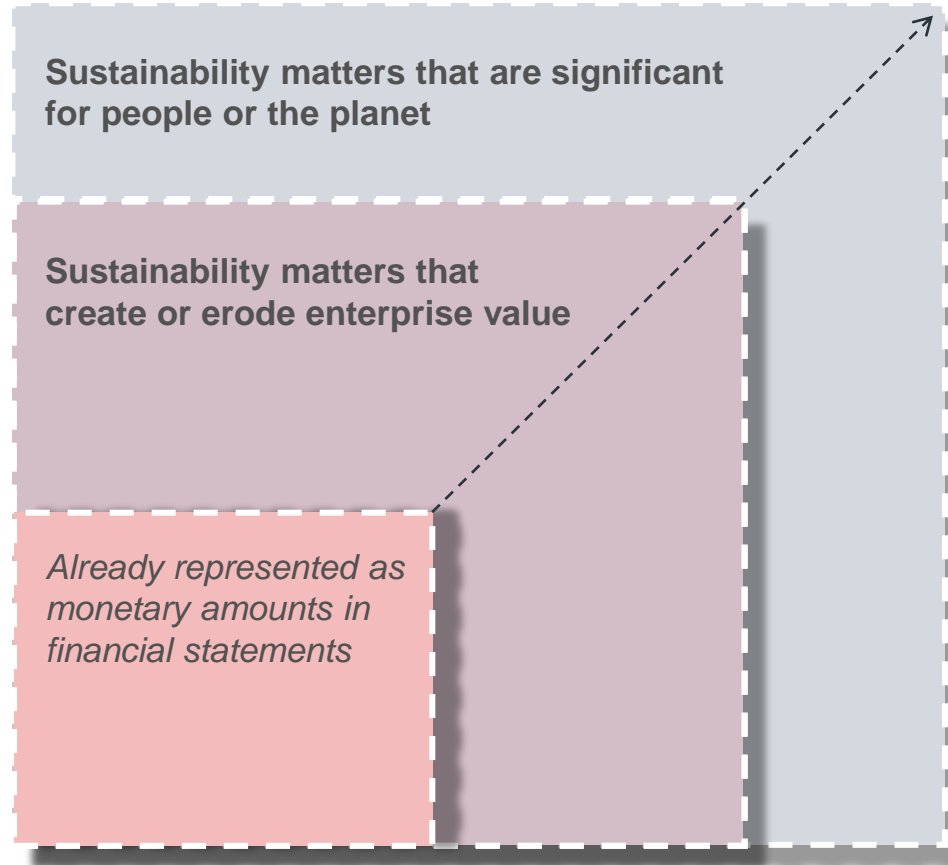 Sustainability matters that are significant
for people or the planet
Sustainability matters that
create or erode enterprise value
Already represented as
monetary amounts in
financial statements